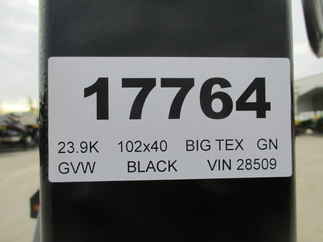 17764
23.9K 102x40 BIG TEX GN
GVW BLACK VIN 28509